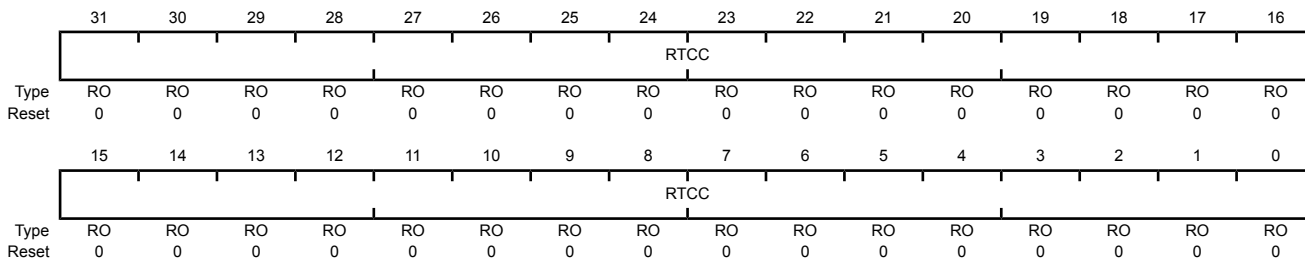 31 30 29 28 27 26 25 24 23 22 21 20 19 18 17 16
RTCC
Type RO RO RO RO RO RO RO RO RO RO RO RO RO RO RO RO
Reset 0 0 0 0 0 0 0 0 0 0 0 0 0 0 0 0
15 14 13 12 11 10 9 8 7 6 5 4 3 2 1 0
RTCC
Type RO RO RO RO RO RO RO RO RO RO RO RO RO RO RO RO
Reset 0 0 0 0 0 0 0 0 0 0 0 0 0 0 0 0